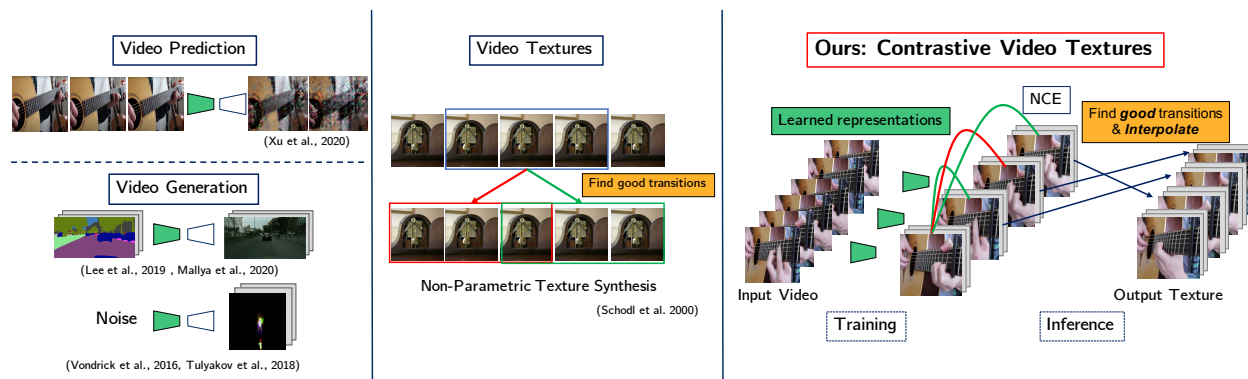 Video Prediction
(Xu et al., 2020)
Video Generation
(Lee et al., 2019 , Mallya et al., 2020)
Noise
(Vondrick et al., 2016, Tulyakov et al., 2018)
Video Textures
Find good transitions
Non-Parametric Texture Synthesis
(Schodl et al. 2000)
Ours: Contrastive Video Textures
NCE
Learned representations
Find good transitions
& Interpolate
Input Video
Output Texture
Training
Inference